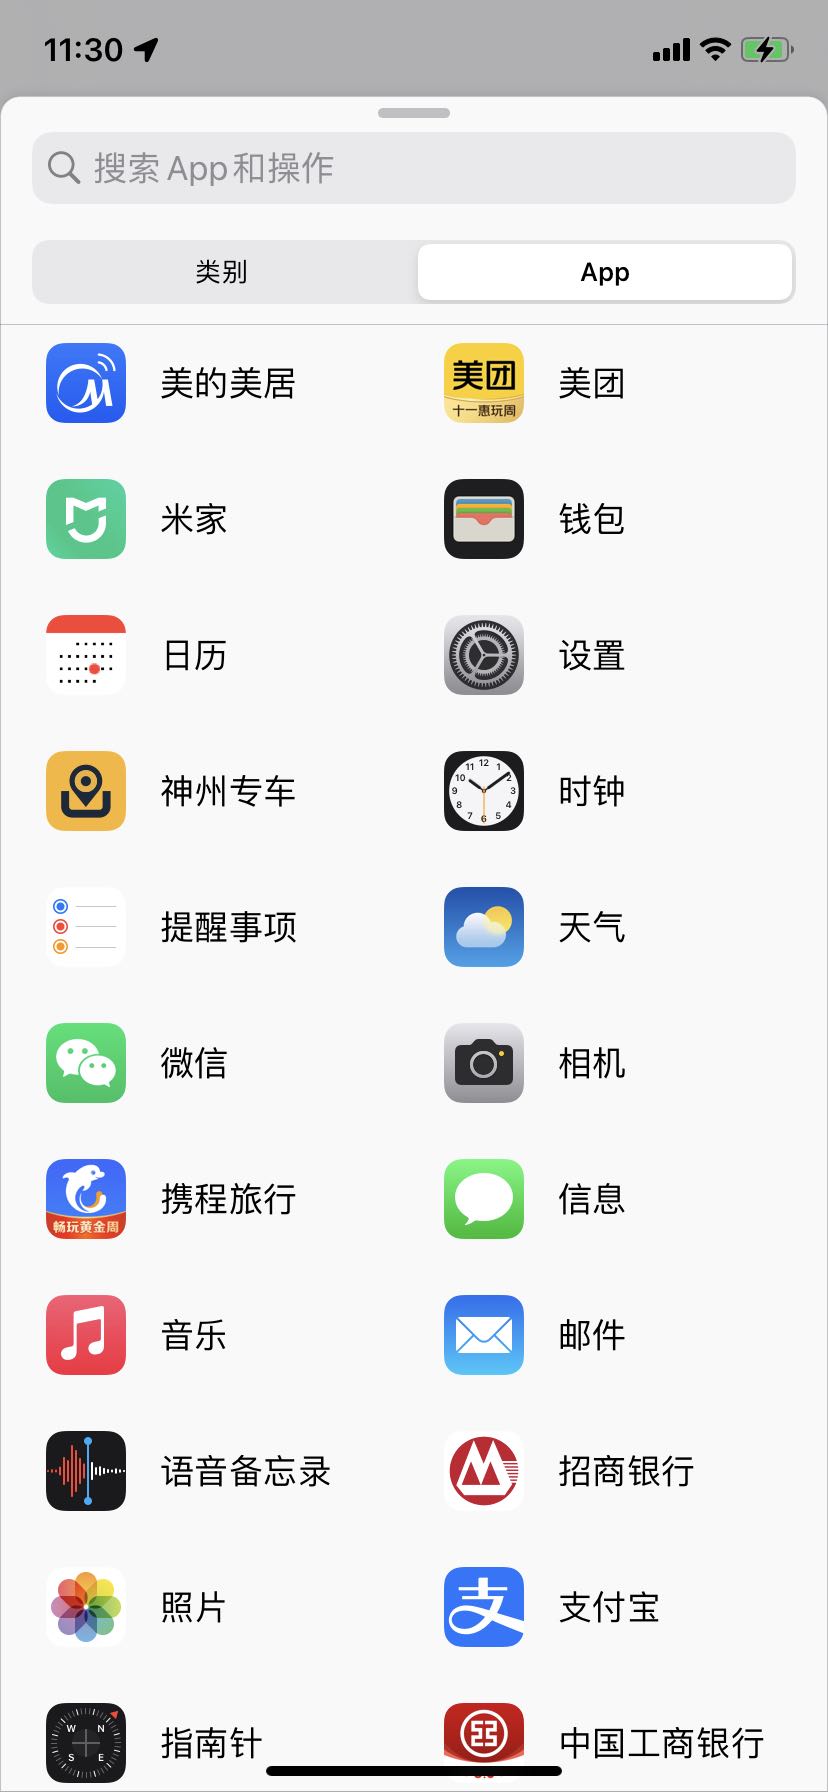 11:30
搜索 App 和操作
类别 App
美的美居 美团
美团
十一惠玩周
米家 钱包
日历 设置
神州专车 时钟
提醒事项 天气
微信 相机
携程旅行 信息
畅玩黄金周
音乐 邮件
语音备忘录 招商银行
照片 支付宝
支
指南针 中国工商银行
W N
S E